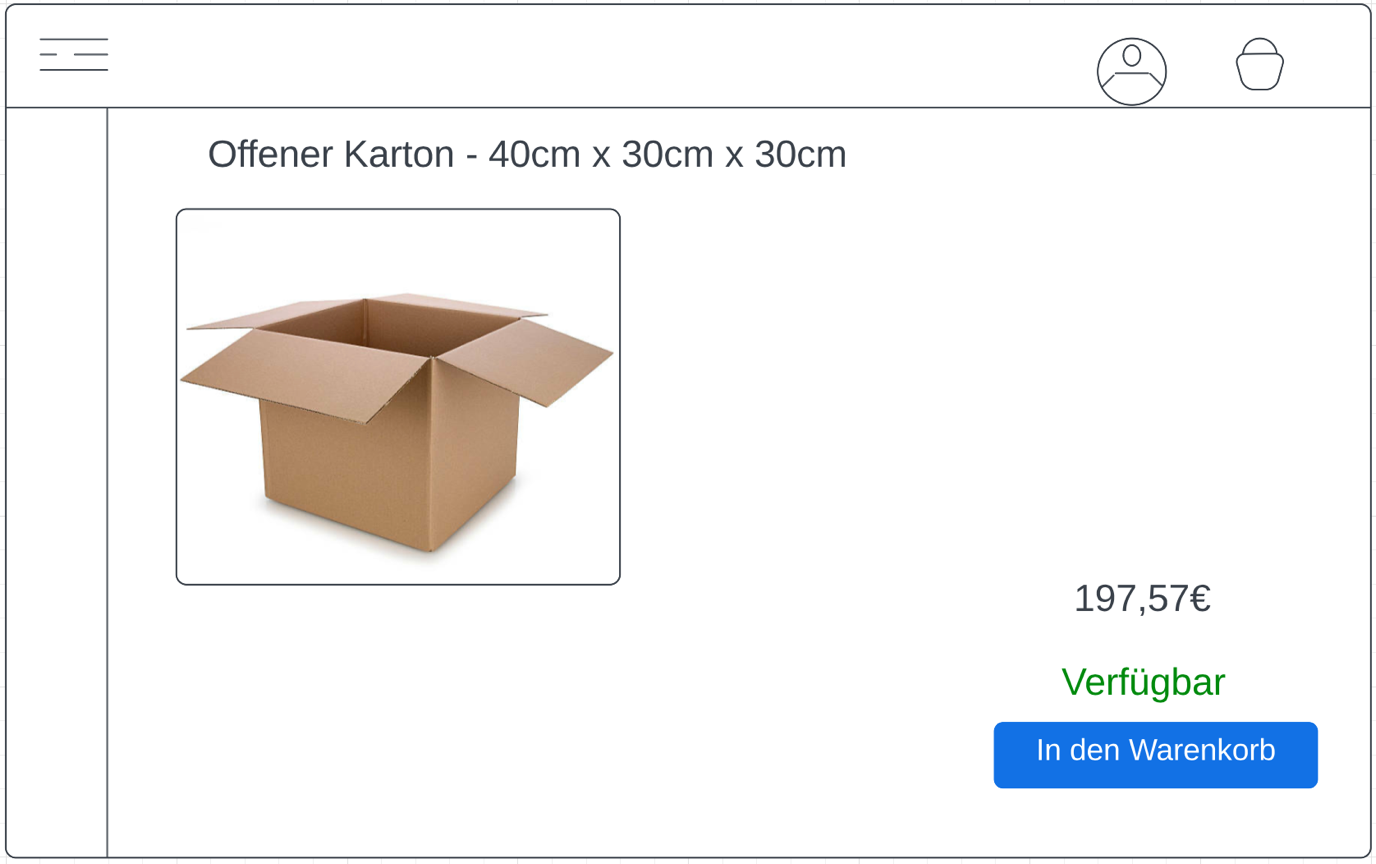 Offener Karton - 40cm x 30cm x 30cm
197,57€
Verfügbar
In den Warenkorb